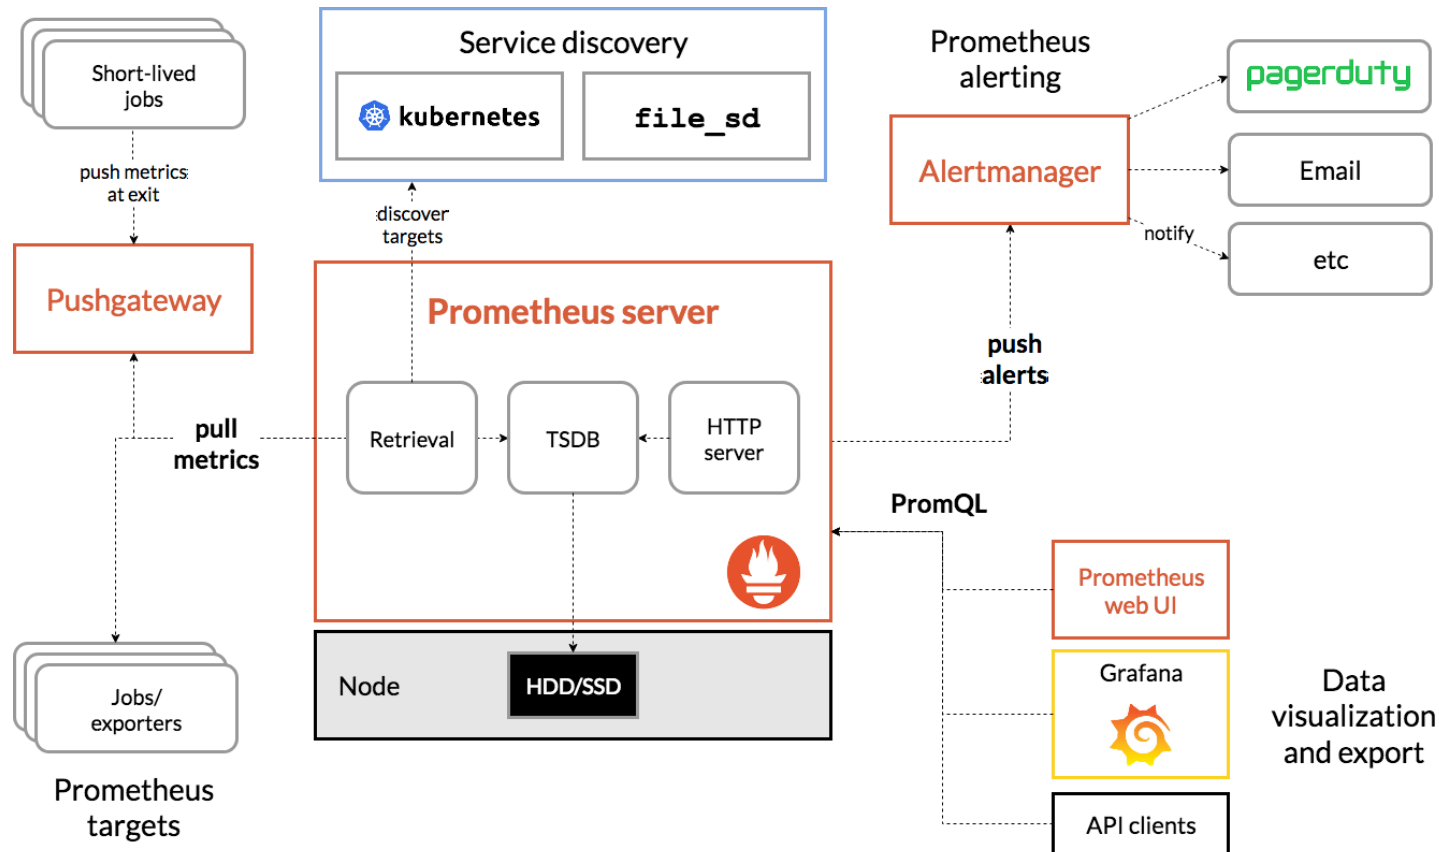 Short-lived
jobs
push metrics
at exit
Pushgateway
pull
metrics
Jobs/
exporters
Prometheus
targets
Service discovery
kubernetes
file_sd
discover
targets
Prometheus server
Retrieval
TSDB
HTTP
server
Node
HDD/SSD
Prometheus
alerting
Alertmanager
pagerduty
Email
notify
etc
push
alerts
PromQL
Prometheus
web UI
Grafana
API clients
Data
visualization
and export